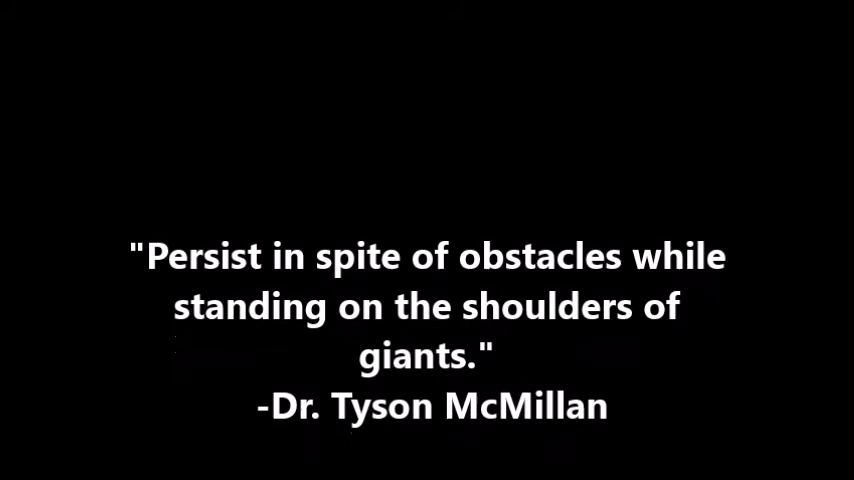 "Persist in spite of obstacles while
standing on the shoulders of
giants."
-Dr. Tyson McMillan